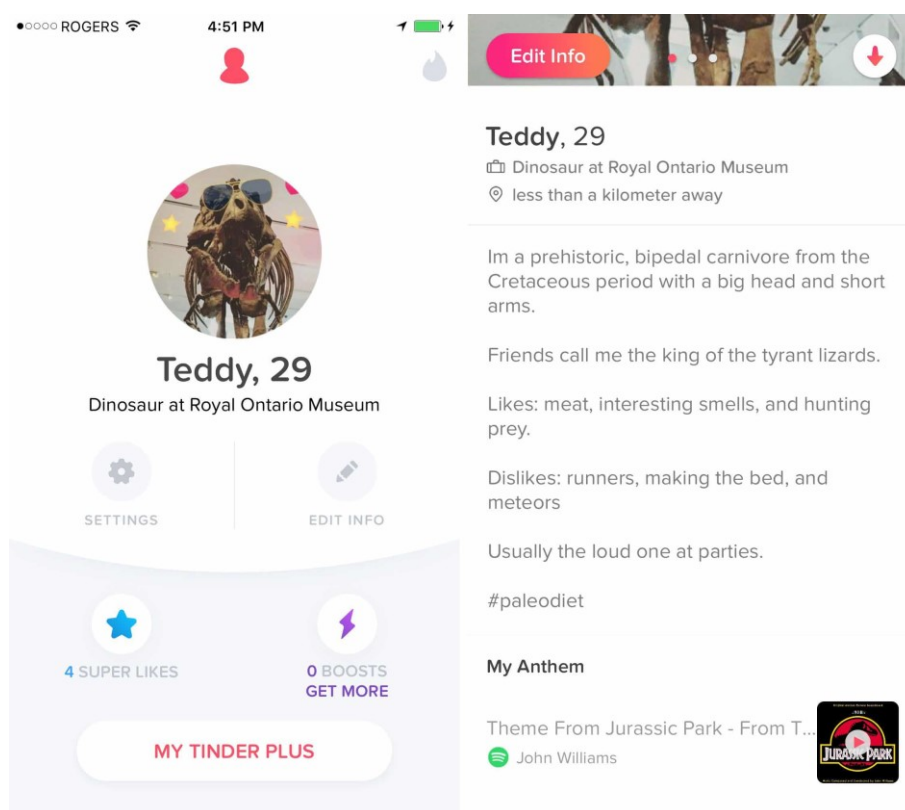 ROGERS
4:51 PM
Teddy, 29
Dinosaur at Royal Ontario Museum
SETTINGS
EDIT INFO
4 SUPER LIKES
0 BOOSTS
GET MORE
MY TINDER PLUS
Edit Info
Teddy, 29
Dinosaur at Royal Ontario Museum
less than a kilometer away
Im a prehistoric, bipedal carnivore from the
Cretaceous period with a big head and short
arms.
Friends call me the king of the tyrant lizards.
Likes: meat, interesting smells, and hunting
prey.
Dislikes: runners, making the bed, and
meteors
Usually the loud one at parties.
#paleodiet
My Anthem
Theme From Jurassic Park - From T...
John Williams
JURASSIC PARK